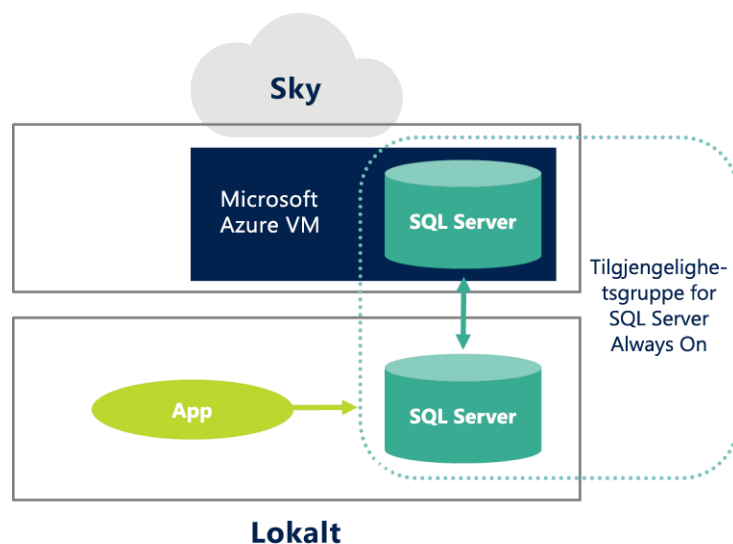 Sky
Microsoft
Azure VM
SQL Server
Tilgjengelighe-
tsgruppe for
SQL Server
Always On
App
SQL Server
Lokalt